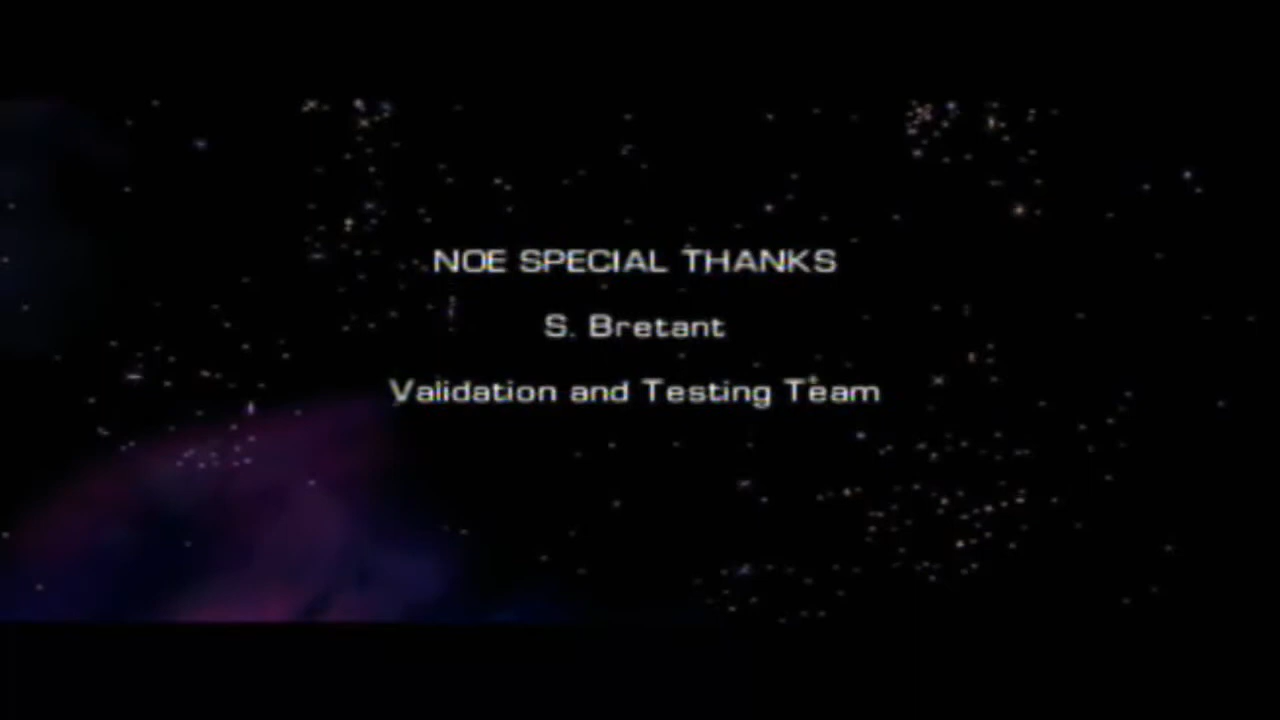 NOE SPECIAL THANKS
S. Bretant
Validation and Testing Team